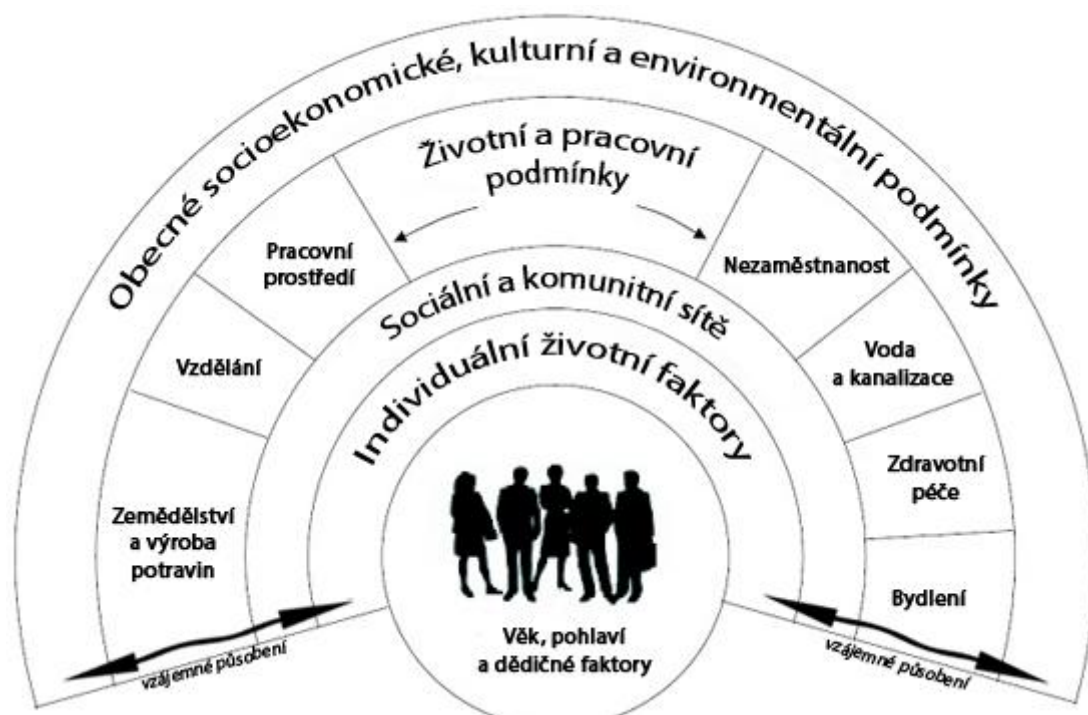 Obecné socioekonomické, kulturní a environmentální podmínky
Životní a pracovní
podmínky
Pracovní
prostředí
Nezaměstnanost
Sociální a komunitní sítě
Vzdělání
Voda
a kanalizace
Individuální životní faktory
Zdravotní
péče
Zemědělství
a výroba
potravin
Bydlení
Věk, pohlaví
a dědičné faktory
vzájemné působení
vzájemné působení